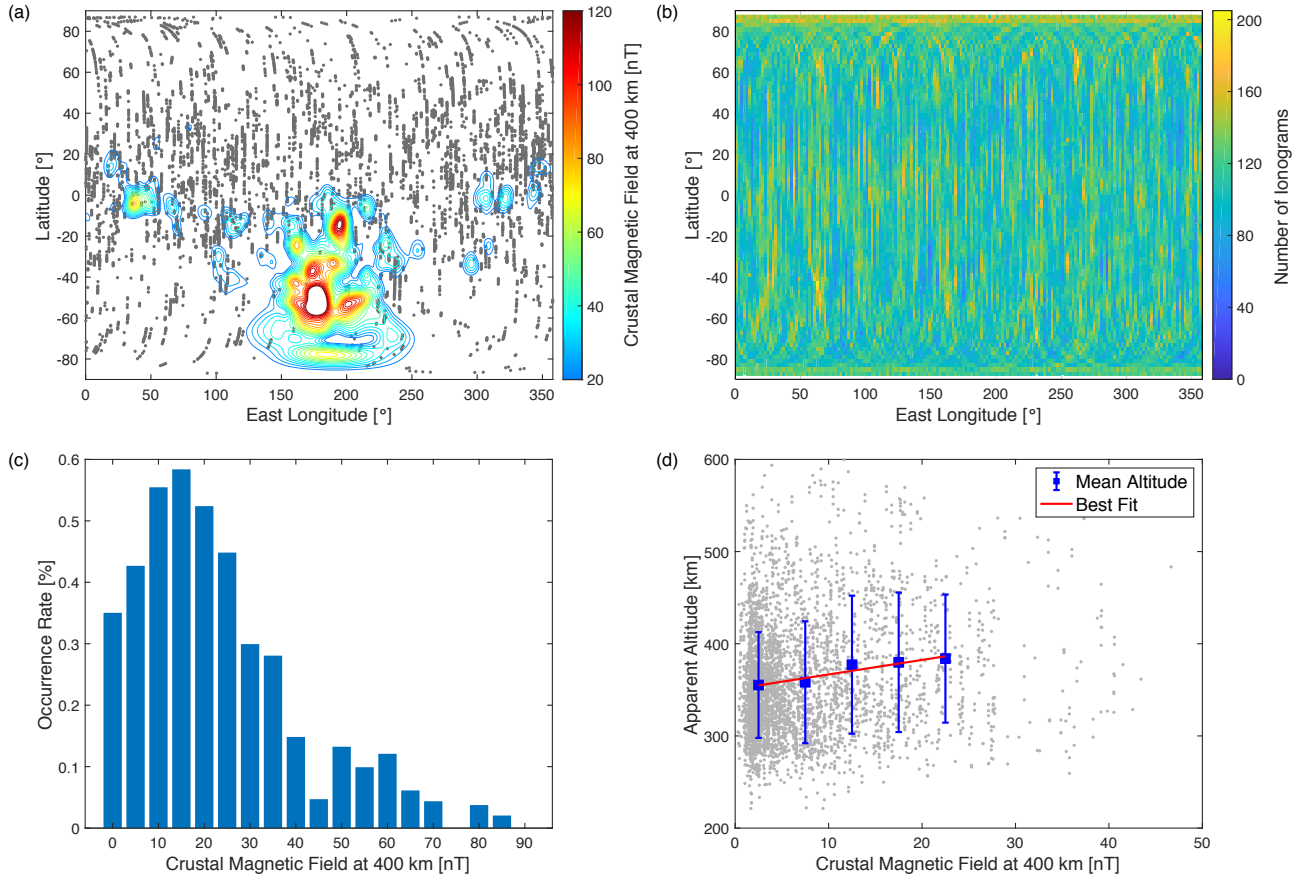 (a)
80
60
40
20
0
-20
-40
-60
-80
Latitude [°]
0 50 100 150 200 250 300 350
East Longitude [°]
120
100
80
60
40
20
Crustal Magnetic Field at 400 km [nT]
(b)
80
60
40
20
0
-20
-40
-60
-80
Latitude [°]
0 50 100 150 200 250 300 350
East Longitude [°]
200
160
120
80
40
0
Number of Ionograms
(c)
0.6
0.5
0.4
0.3
0.2
0.1
0
Occurrence Rate [%]
0 10 20 30 40 50 60 70 80 90
Crustal Magnetic Field at 400 km [nT]
(d)
600
500
400
300
200
Apparent Altitude [km]
Mean Altitude
Best Fit
0 10 20 30 40 50
Crustal Magnetic Field at 400 km [nT]